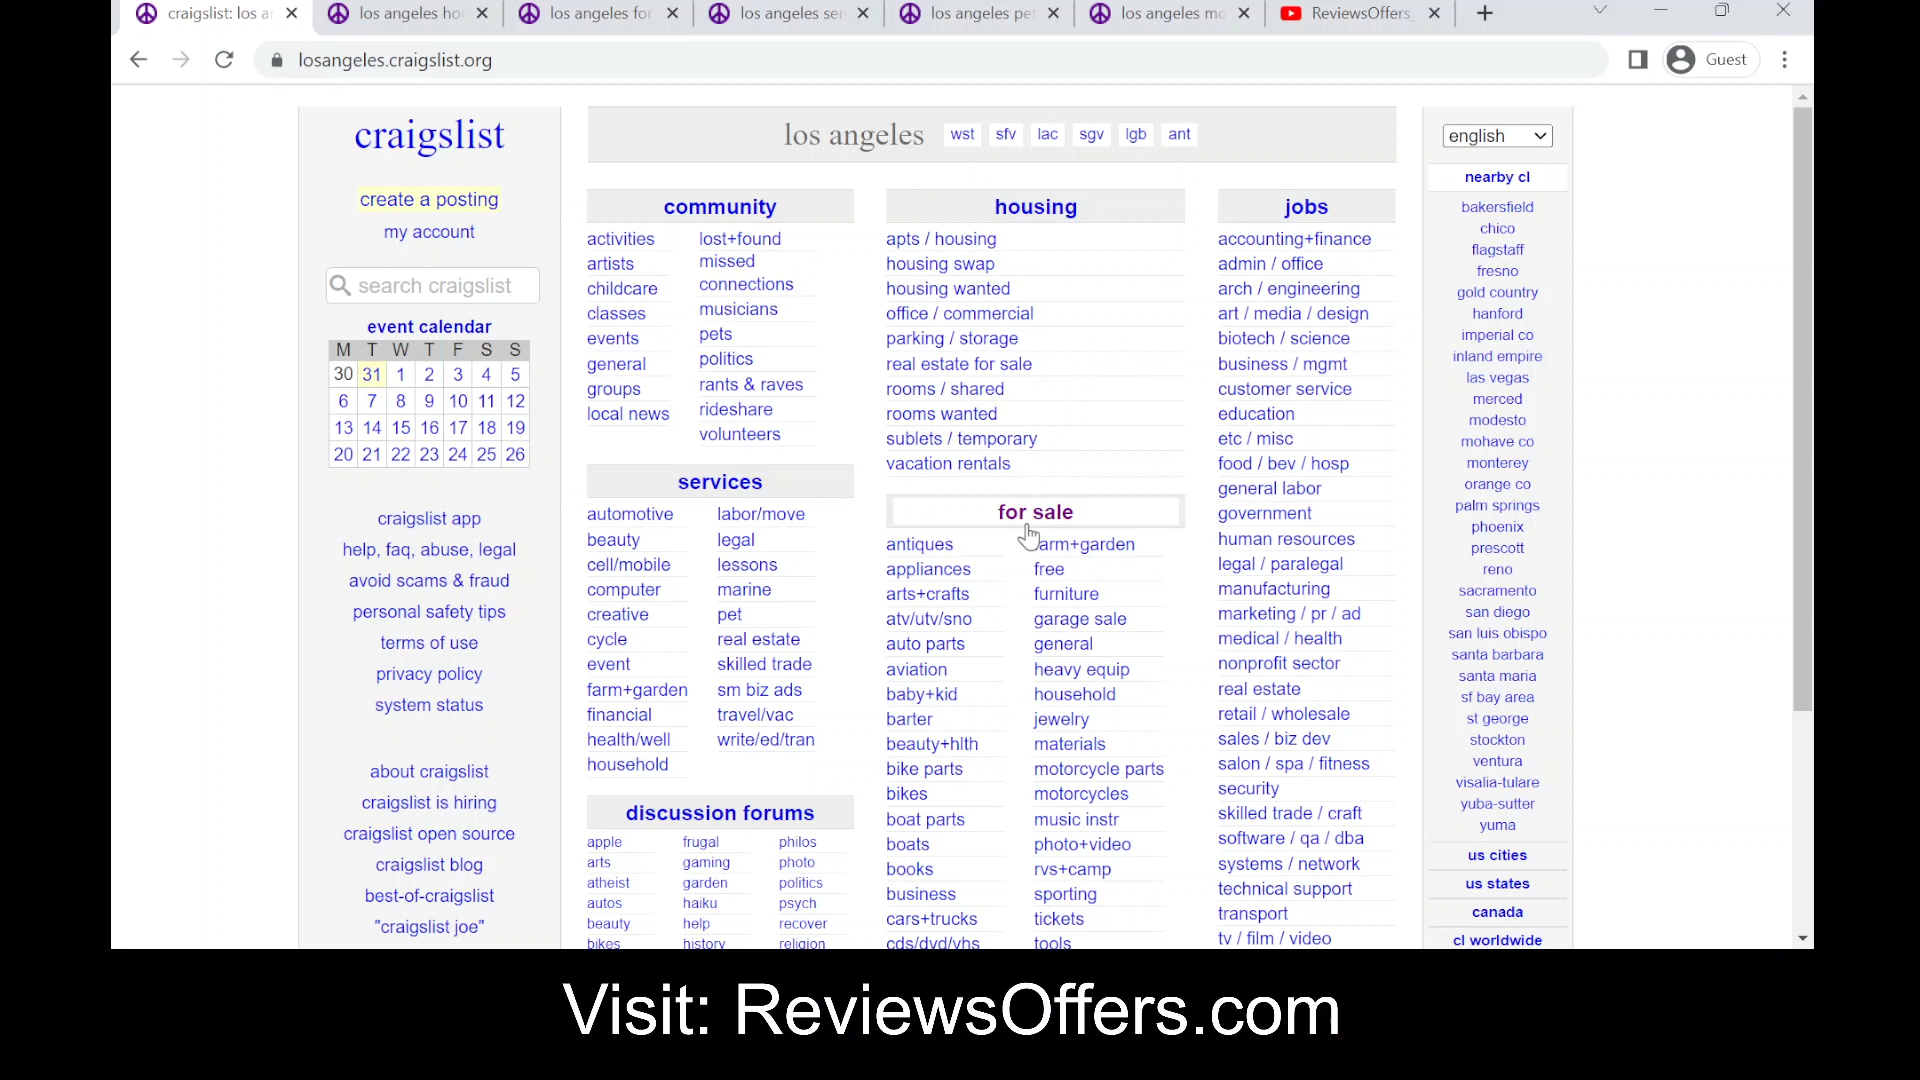 craigslist: los a
los angeles ho
los angeles for
los angeles ser
los angeles pet
los angeles mo
ReviewsOffers_
losangeles.craigslist.org
Guest
craigslist
create a posting
my account
search craigslist
event calendar
M T W T F S S
30 31 1 2 3 4 5
6 7 8 9 10 11 12
13 14 15 16 17 18 19
20 21 22 23 24 25 26
craigslist app
help, faq, abuse, legal
avoid scams & fraud
personal safety tips
terms of use
privacy policy
system status
about craigslist
craigslist is hiring
craigslist open source
craigslist blog
best-of-craigslist
"craigslist joe"
los angeles wst sfv lac sgv lgb ant
community
activities
artists
childcare
classes
events
general
groups
local news
lost+found
missed
connections
musicians
pets
politics
rants & raves
rideshare
volunteers
services
automotive
beauty
cell/mobile
computer
creative
cycle
event
farm+garden
financial
health/well
household
labor/move
legal
lessons
marine
pet
real estate
skilled trade
sm biz ads
travel/vac
write/ed/tran
discussion forums
apple
arts
atheist
autos
beauty
bikes
frugal
gaming
garden
haiku
help
history
philos
photo
politics
psych
recover
religion
housing
apts / housing
housing swap
housing wanted
office / commercial
parking / storage
real estate for sale
rooms / shared
rooms wanted
sublets / temporary
vacation rentals
for sale
antiques
appliances
arts+crafts
atv/utv/sno
auto parts
aviation
baby+kid
barter
beauty+hlth
bike parts
bikes
boat parts
boats
books
business
cars+trucks
cds/dvd/vhs
arm+garden
free
furniture
garage sale
general
heavy equip
household
jewelry
materials
motorcycle parts
motorcycles
music instr
photo+video
rvs+camp
sporting
tickets
tools
jobs
accounting+finance
admin / office
arch / engineering
art / media / design
biotech / science
business / mgmt
customer service
education
etc / misc
food / bev / hosp
general labor
government
human resources
legal / paralegal
manufacturing
marketing / pr / ad
medical / health
nonprofit sector
real estate
retail / wholesale
sales / biz dev
salon / spa / fitness
security
skilled trade / craft
software / qa / dba
systems / network
technical support
transport
tv / film / video
english
nearby cl
bakersfield
chico
flagstaff
fresno
gold country
hanford
imperial co
inland empire
las vegas
merced
modesto
mohave co
monterey
orange co
palm springs
phoenix
prescott
reno
sacramento
san diego
san luis obispo
santa barbara
santa maria
sf bay area
st george
stockton
ventura
visalia-tulare
yuba-sutter
yuma
us cities
us states
canada
cl worldwide
Visit: ReviewsOffers.com